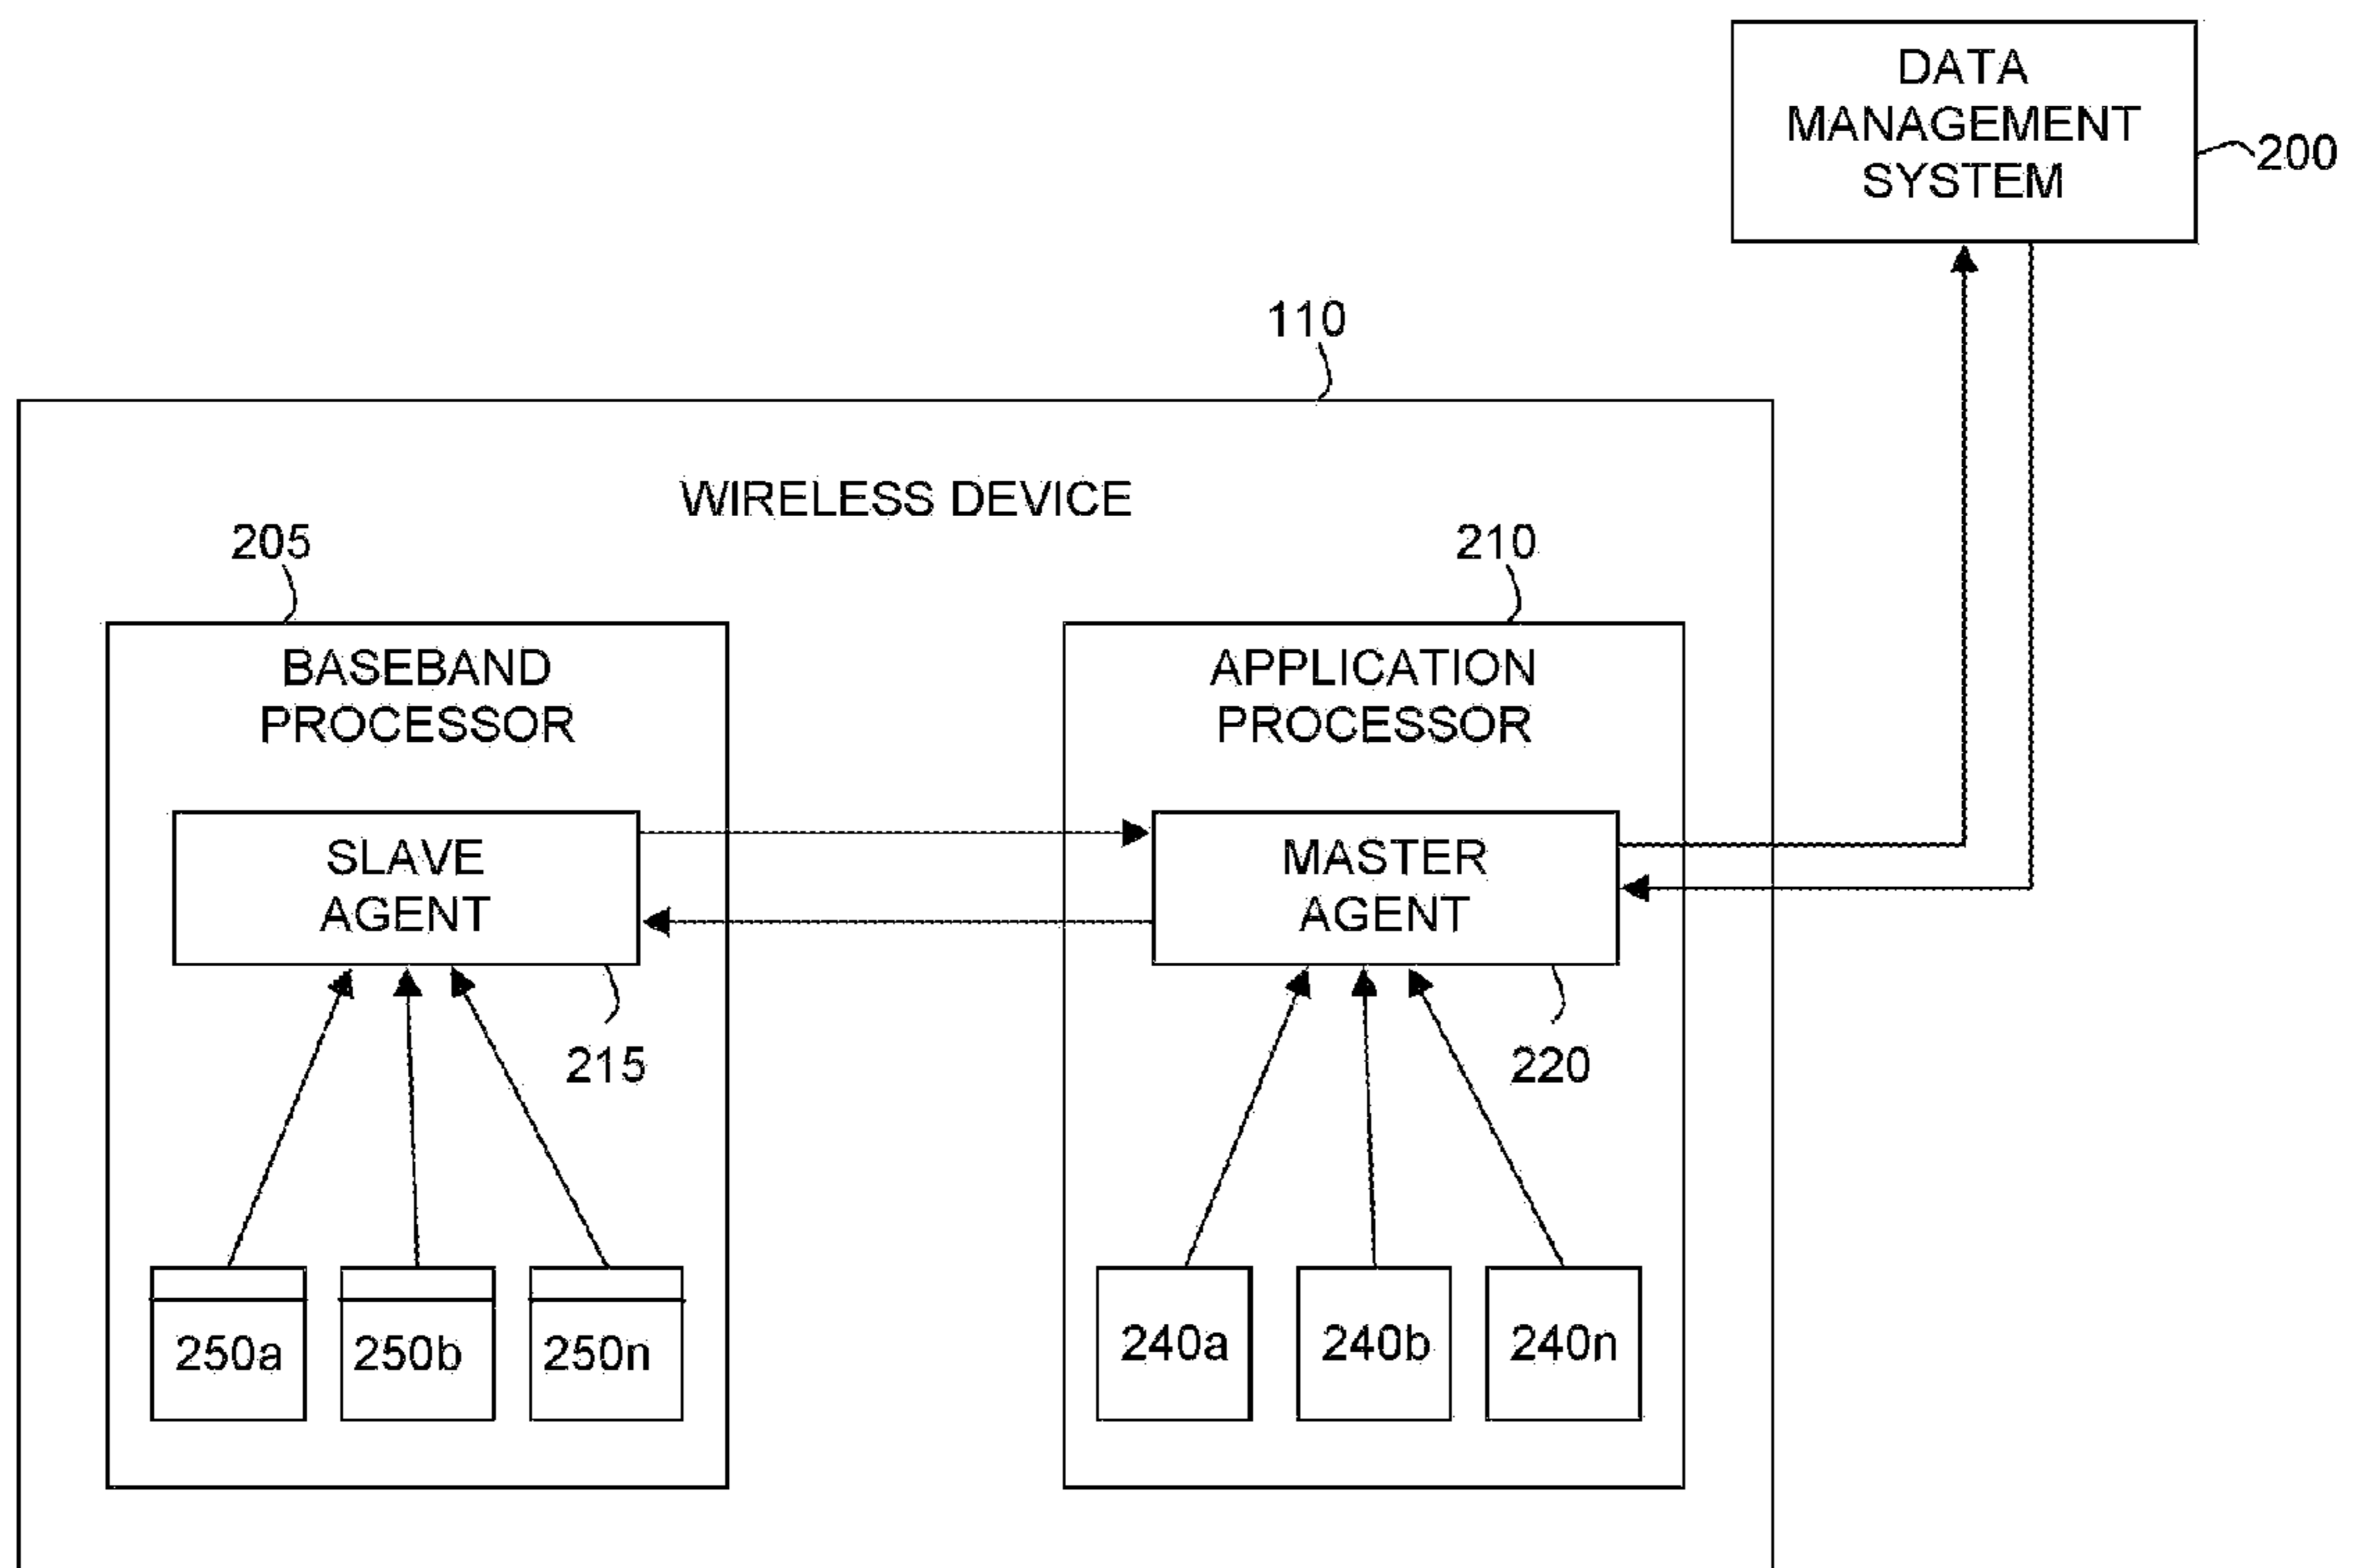 DATA
MANAGEMENT
SYSTEM
200
110
WIRELESS DEVICE
205
210
BASEBAND
PROCESSOR
APPLICATION
PROCESSOR
SLAVE
AGENT
MASTER
AGENT
215
220
250a
250b
250n
240a
240b
240n